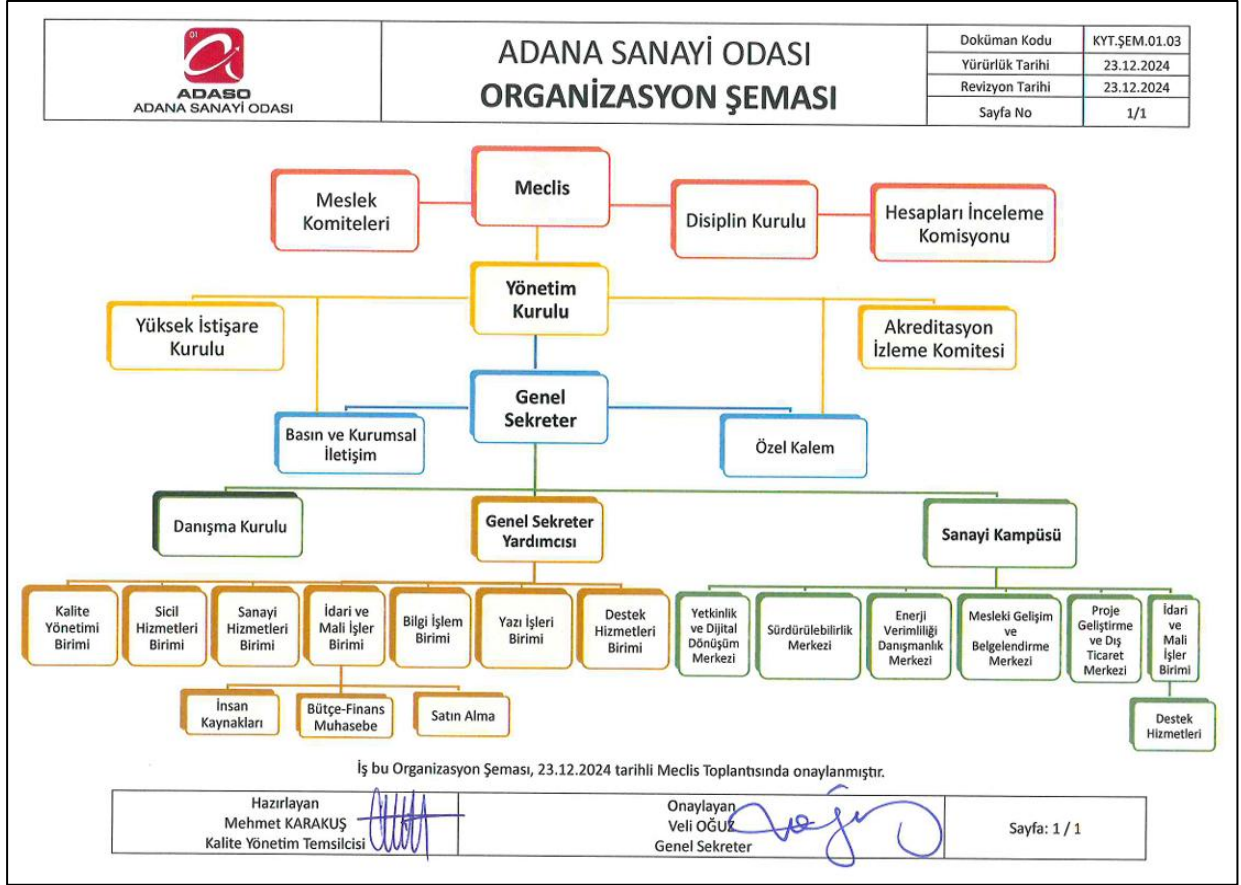 01
ADASO
ADANA SANAYİ ODASI
ADANA SANAYİ ODASI
ORGANİZASYON ŞEMASI
Doküman Kodu KYT.ŞEM.01.03
Yürürlük Tarihi 23.12.2024
Revizyon Tarihi 23.12.2024
Sayfa No 1/1
Meslek
Komiteleri
Meclis
Disiplin Kurulu
Hesapları İnceleme
Komisyonu
Yönetim
Kurulu
Yüksek İstişare
Kurulu
Akreditasyon
İzleme Komitesi
Genel
Sekreter
Basın ve Kurumsal
İletişim
Özel Kalem
Danışma Kurulu
Genel Sekreter
Yardımcısı
Sanayi Kampüsü
Kalite
Yönetimi
Birimi
Sicil
Hizmetleri
Birimi
Sanayi
Hizmetleri
Birimi
İdari ve
Mali İşler
Birimi
Bilgi İşlem
Birimi
Yazı İşleri
Birimi
Destek
Hizmetleri
Birimi
Yetkinlik
ve Dijital
Dönüşüm
Merkezi
Sürdürülebilirlik
Merkezi
Enerji
Verimliliği
Danışmanlık
Merkezi
Mesleki Gelişim
ve
Belgelendirme
Merkezi
Proje
Geliştirme
ve Dış
Ticaret
Merkezi
İdari
ve
Mali
İşler
Birimi
İnsan
Kaynakları
Bütçe-Finans
Muhasebe
Satın Alma
Destek
Hizmetleri
İş bu Organizasyon Şeması, 23.12.2024 tarihli Meclis Toplantısında onaylanmıştır.
Hazırlayan
Mehmet KARAKUŞ
Kalite Yönetim Temsilcisi
Onaylayan
Veli OĞUZ
Genel Sekreter
Sayfa: 1 / 1